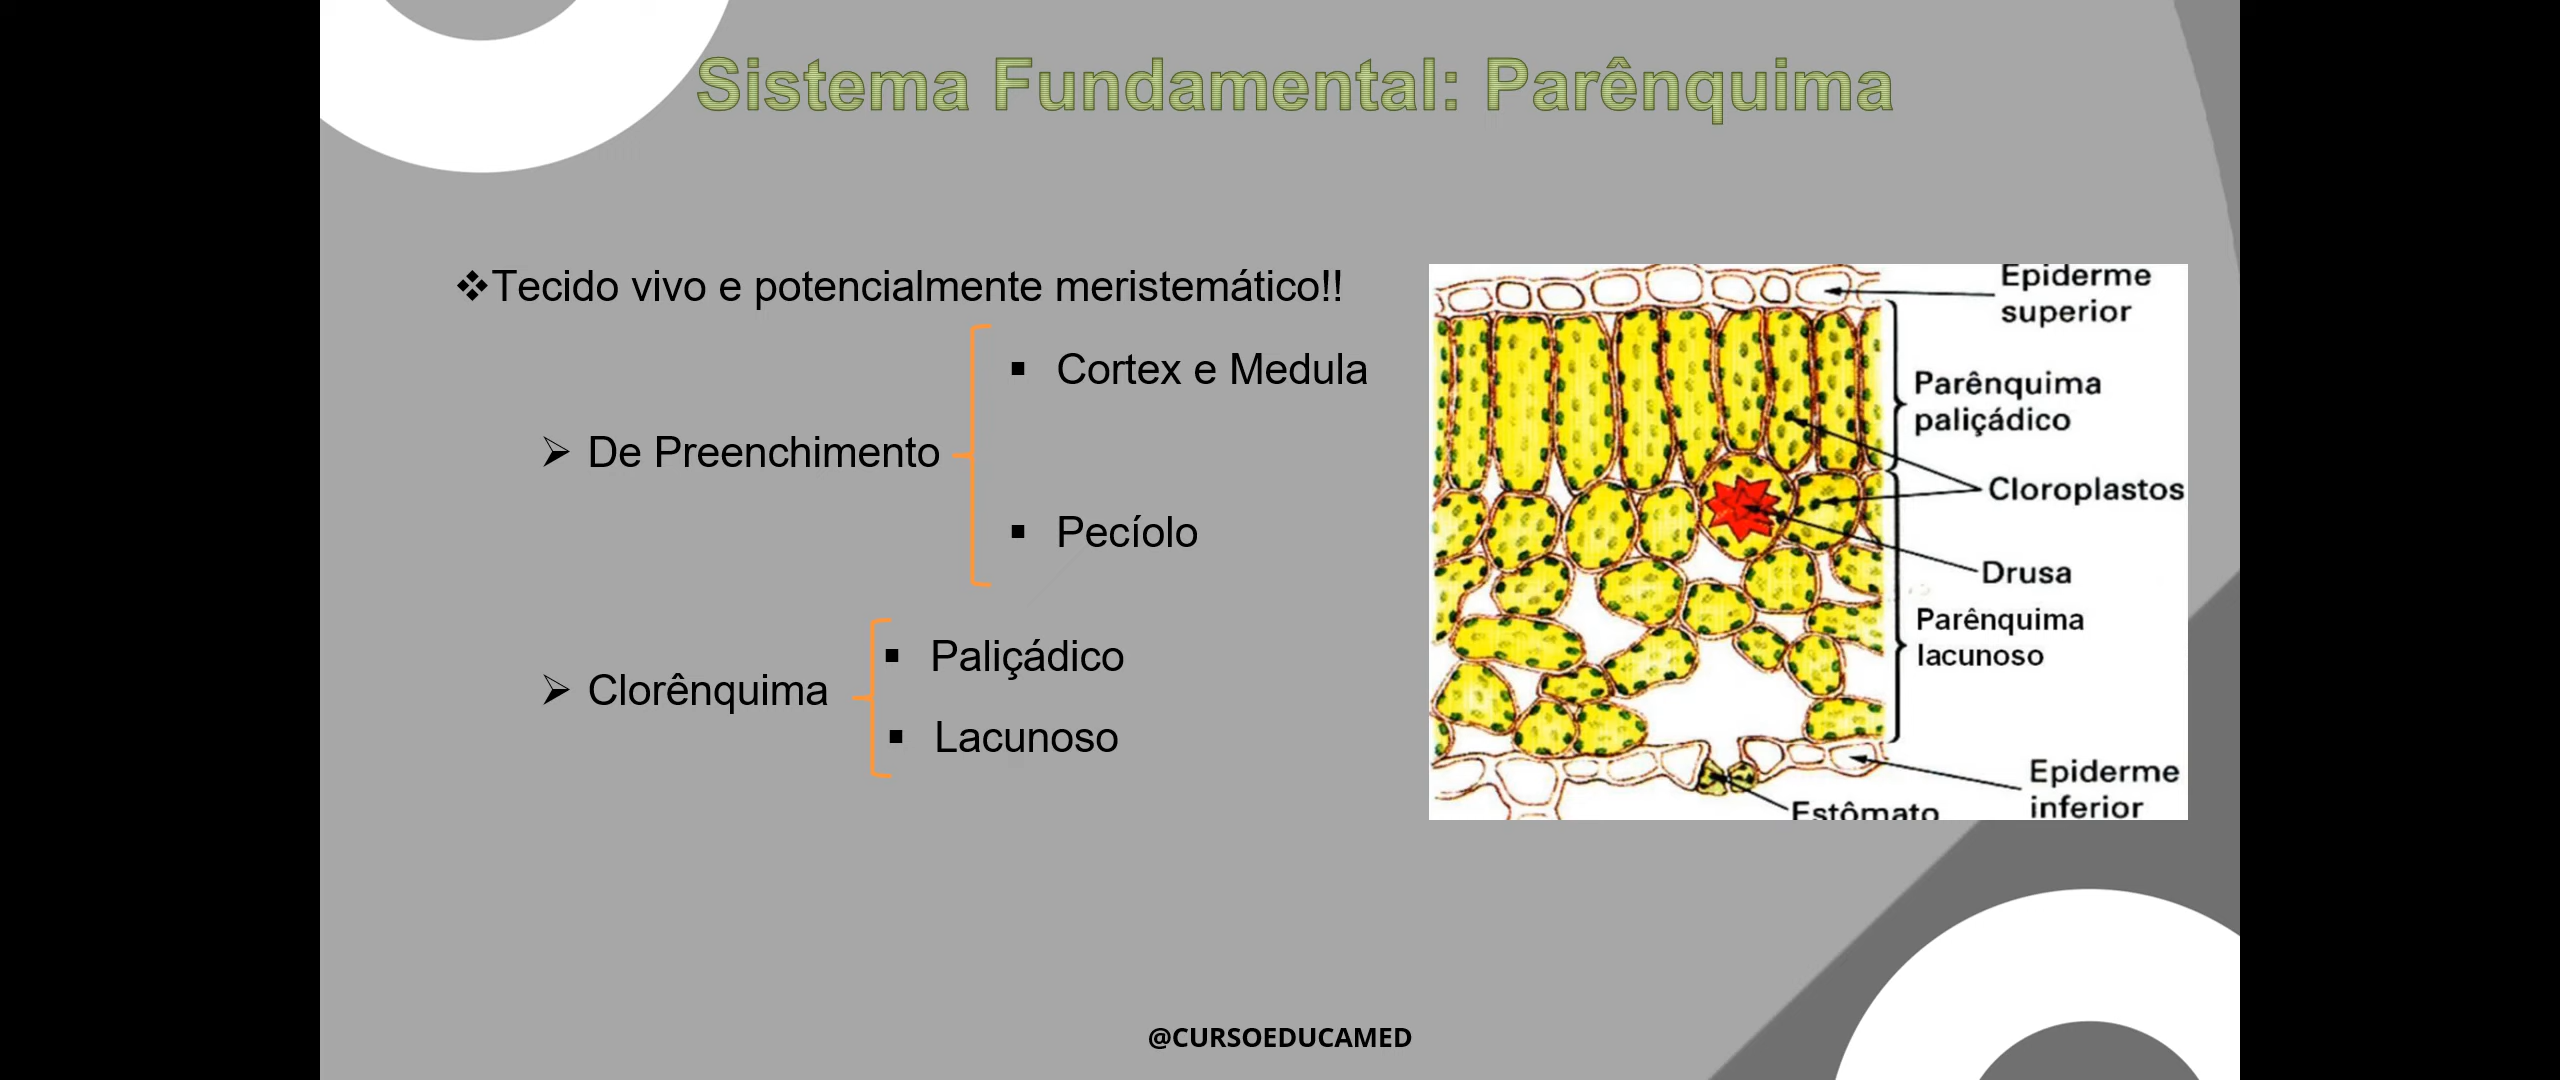 Sistema Fundamental: Parênquima
❖Tecido vivo e potencialmente meristemático!!
▪ Cortex e Medula
➢ De Preenchimento
▪ Pecíolo
▪ Paliçádico
➢ Clorênquima
▪ Lacunoso
Epiderme
superior
Parênquima
paliçádico
Cloroplastos
Drusa
Parênquima
lacunoso
Epiderme
inferior
Estômato
@CURSOEDUCAMED